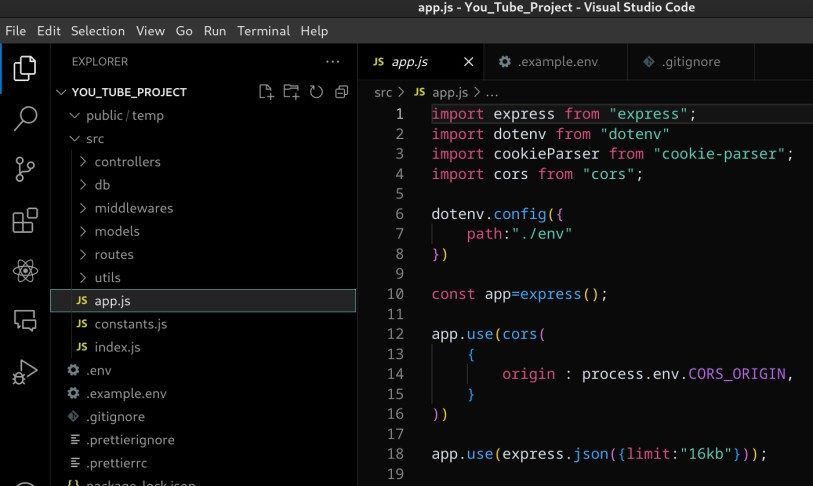 app.js - You_Tube_Project - Visual Studio Code
File Edit Selection View Go Run Terminal Help
EXPLORER
YOU_TUBE_PROJECT
public / temp
src
controllers
db
middlewares
models
routes
utils
JS app.js
JS constants.js
JS index.js
.env
.example.env
.gitignore
.prettierignore
.prettierrc
{} package-lock.json
JS app.js
.example.env
.gitignore
src > JS app.js > ...
1 import express from "express";
2 import dotenv from "dotenv"
3 import cookieParser from "cookie-parser";
4 import cors from "cors";
5
6 dotenv.config({
7 path:"./env"
8 })
9
10 const app=express();
11
12 app.use(cors(
13 {
14 origin : process.env.CORS_ORIGIN,
15 }
16 ))
17
18 app.use(express.json({limit:"16kb"}));
19